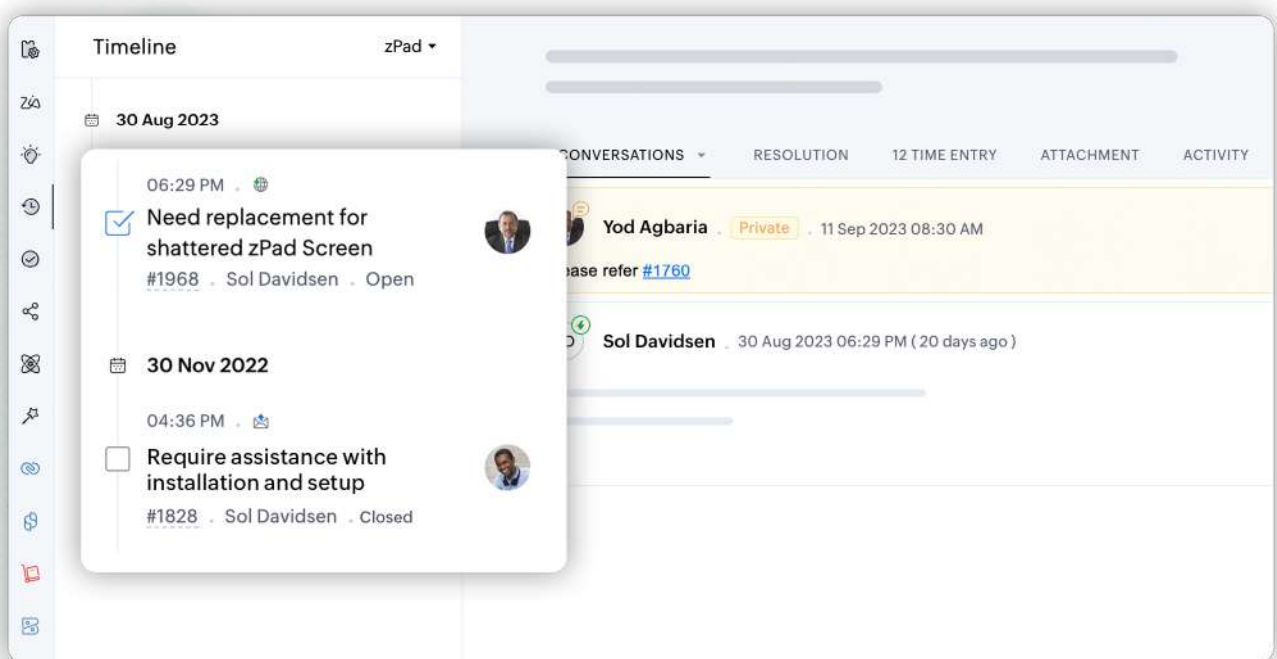 Timeline
zPad
30 Aug 2023
06:29 PM .
Need replacement for
shattered zPad Screen
#1968 . Sol Davidsen . Open
30 Nov 2022
04:36 PM .
Require assistance with
installation and setup
#1828 . Sol Davidsen . Closed
CONVERSATIONS RESOLUTION 12 TIME ENTRY ATTACHMENT ACTIVITY
Yod Agbaria . Private . 11 Sep 2023 08:30 AM
ease refer #1760
Sol Davidsen . 30 Aug 2023 06:29 PM ( 20 days ago )